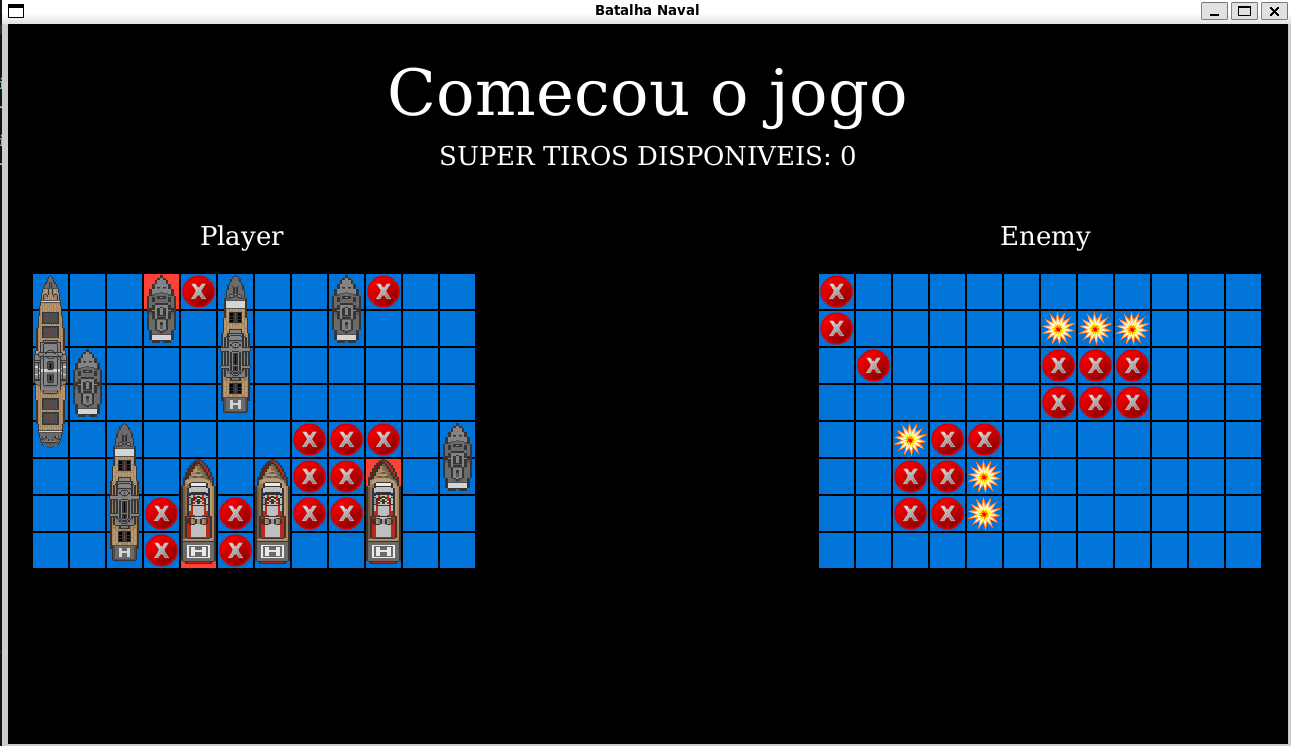 Batalha Naval
Comecou o jogo
SUPER TIROS DISPONIVEIS: 0
Player
Enemy